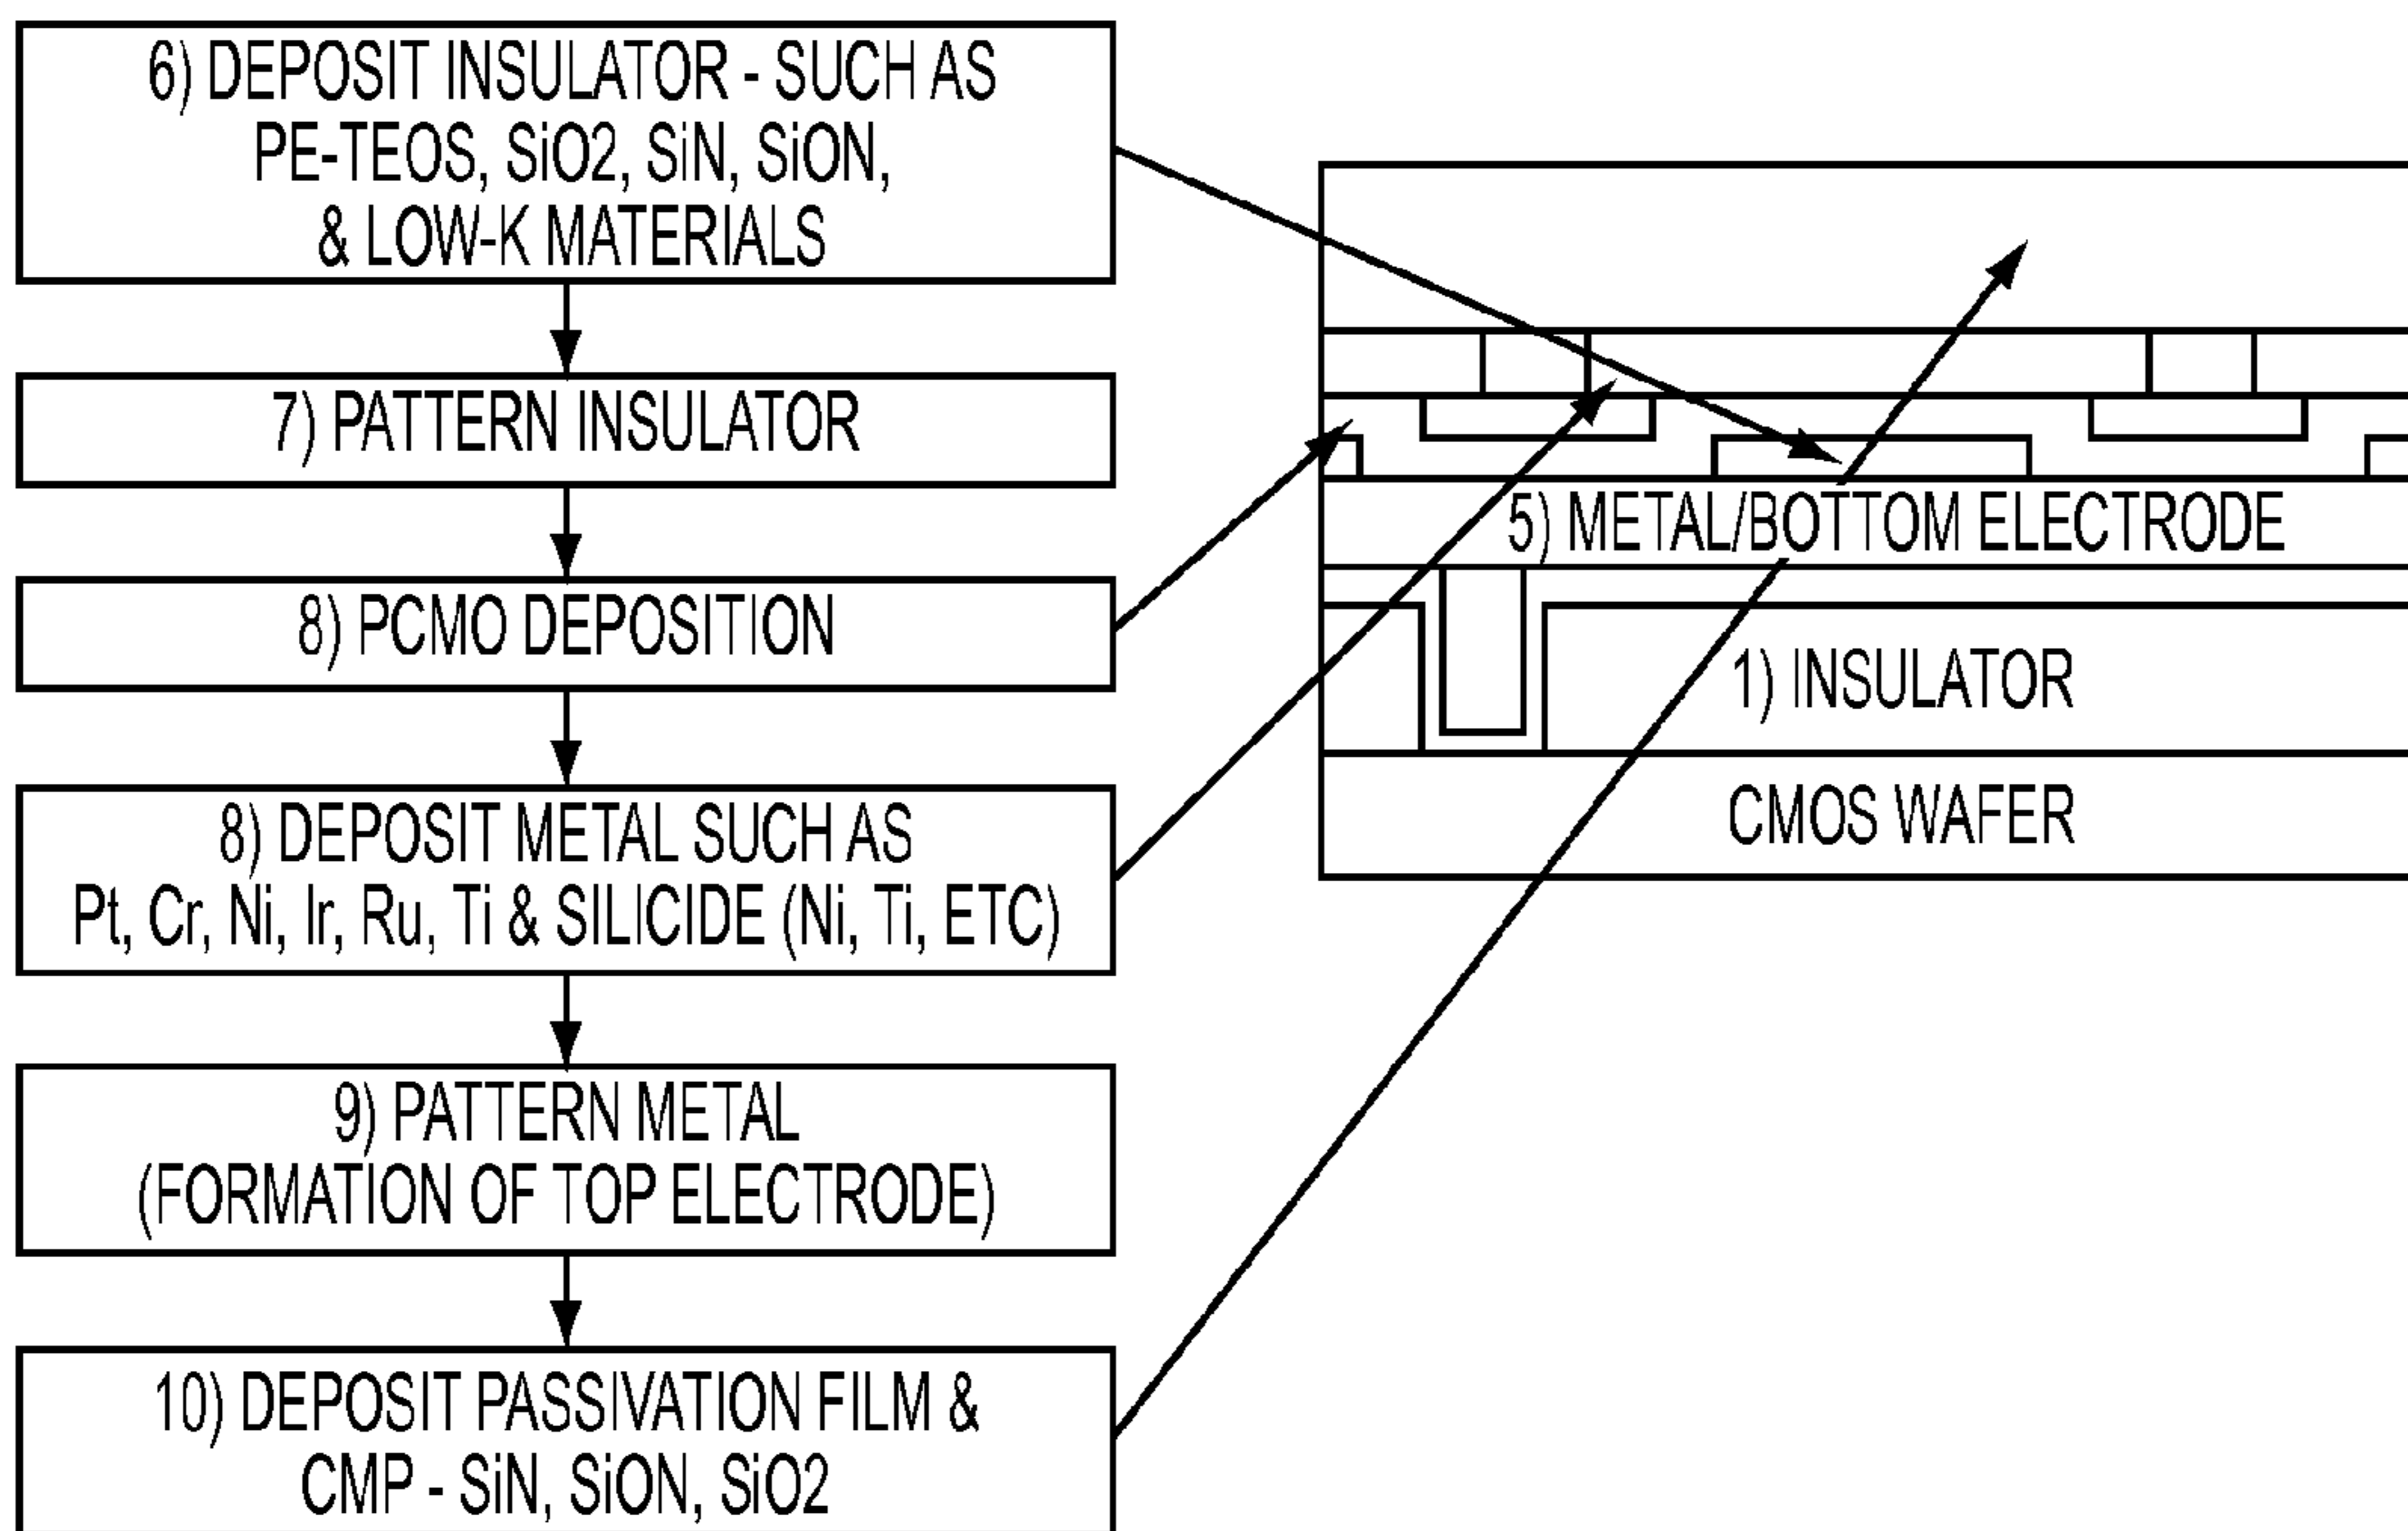 6) DEPOSIT INSULATOR - SUCH AS
PE-TEOS, SiO2, SiN, SiON,
& LOW-K MATERIALS
7) PATTERN INSULATOR
8) PCMO DEPOSITION
8) DEPOSIT METAL SUCH AS
Pt, Cr, Ni, Ir, Ru, Ti & SILICIDE (Ni, Ti, ETC)
9) PATTERN METAL
(FORMATION OF TOP ELECTRODE)
10) DEPOSIT PASSIVATION FILM &
CMP - SiN, SiON, SiO2
5) METAL/BOTTOM ELECTRODE
1) INSULATOR
CMOS WAFER